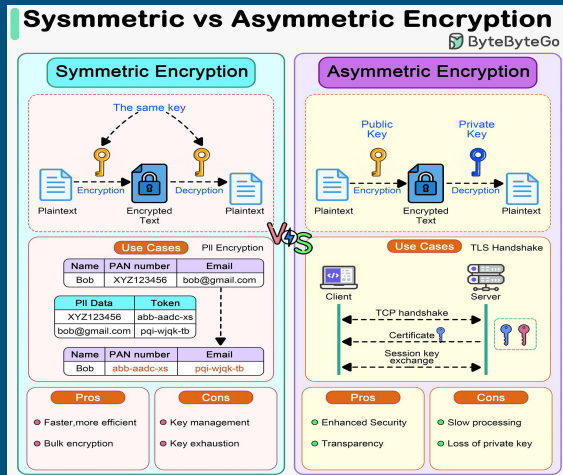 Sysmmetric vs Asymmetric Encryption
ByteByteGo
Symmetric Encryption
The same key
Encryption
Decryption
Plaintext
Encrypted
Text
Plaintext
Use Cases
PII Encryption
Name PAN number Email
Bob XYZ123456 bob@gmail.com
PII Data Token
XYZ123456 abb-aadc-xs
bob@gmail.com pqi-wjqk-tb
Name PAN number Email
Bob abb-aadc-xs pqi-wjqk-tb
Pros
Faster,more efficient
Bulk encryption
Cons
Key management
Key exhaustion
VS
Asymmetric Encryption
Public
Key
Private
Key
Encryption
Decryption
Plaintext
Encrypted
Text
Plaintext
Use Cases
TLS Handshake
</>
Client
Server
TCP handshake
Certificate
Session key
exchange
Pros
Enhanced Security
Transparency
Cons
Slow processing
Loss of private key